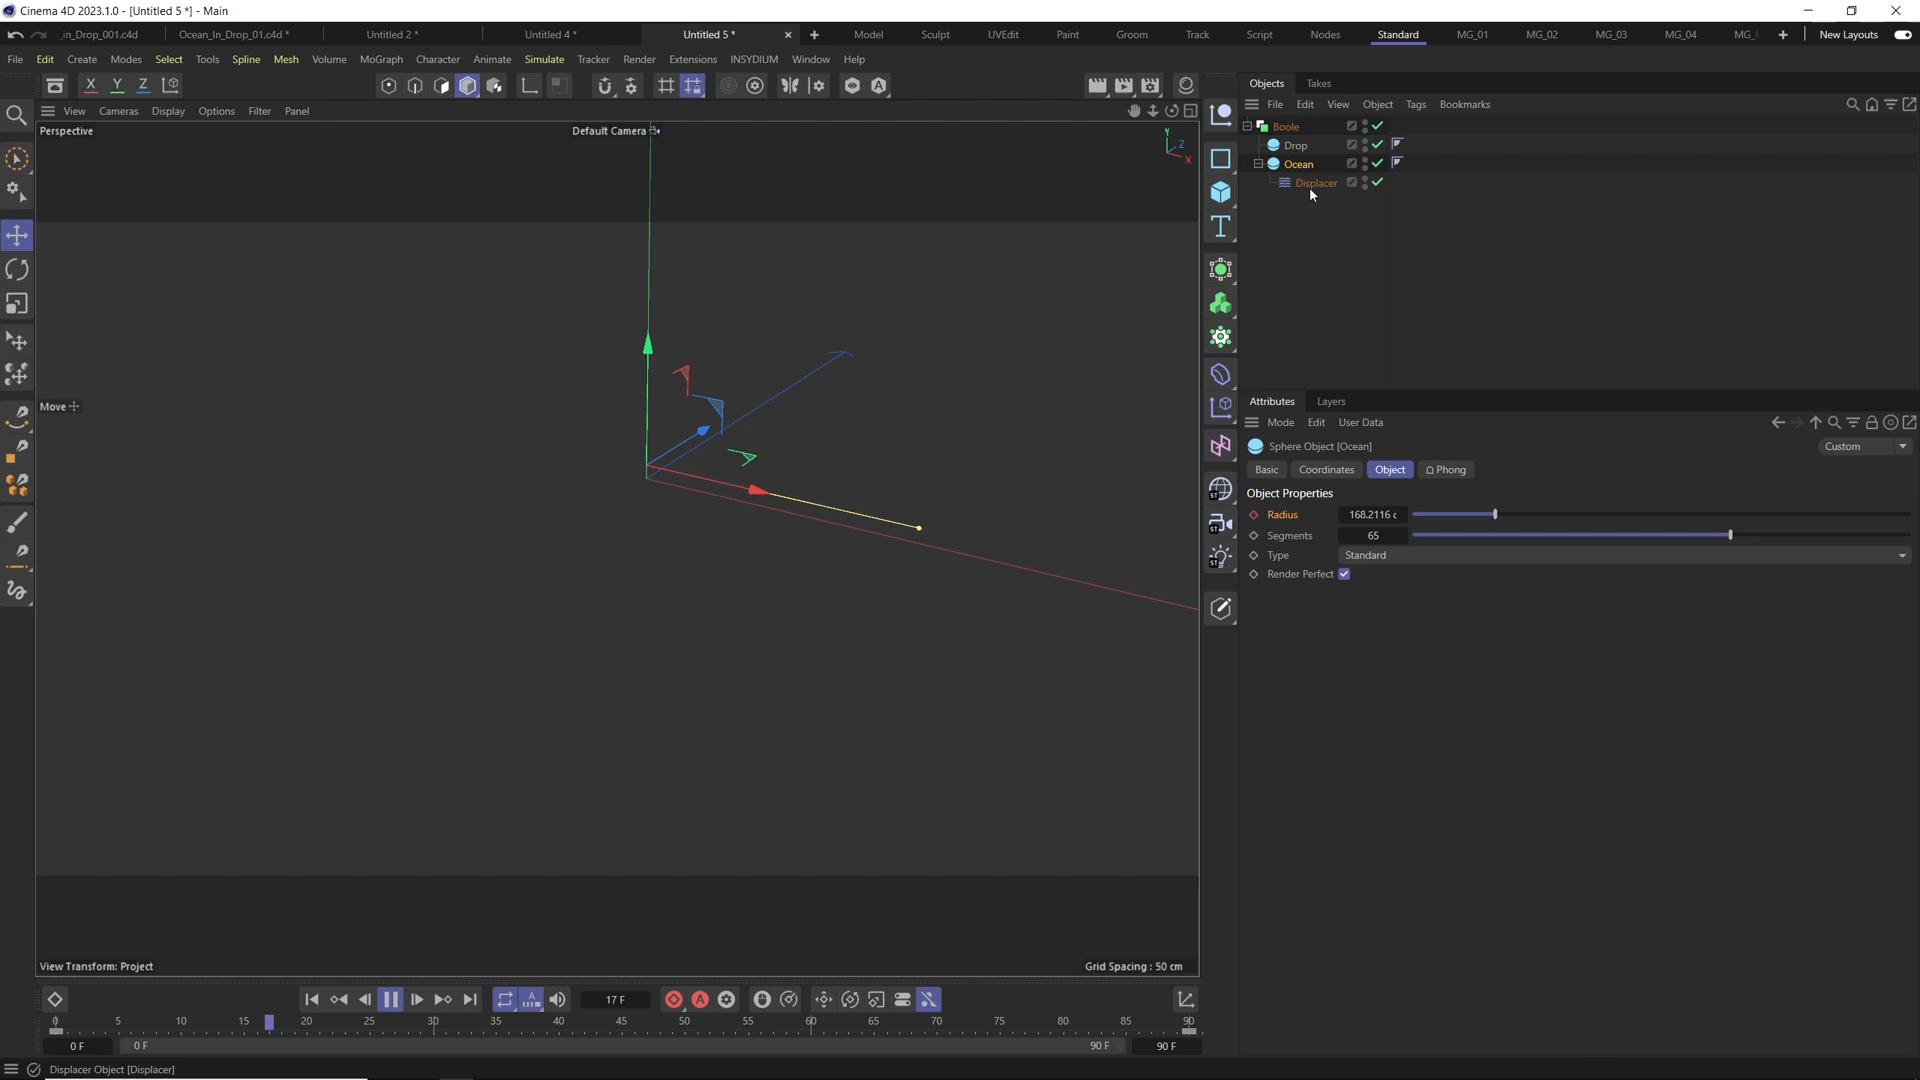 Cinema 4D 2023.1.0 - [Untitled 5 *] - Main
_in_Drop_001.c4d
Ocean_In_Drop_01.c4d *
Untitled 2 *
Untitled 4 *
Untitled 5 *
Model
Sculpt
UVEdit
Paint
Groom
Track
Script
Nodes
Standard
MG_01
MG_02
MG_03
MG_04
MG_
New Layouts
File Edit Create Modes Select Tools Spline Mesh Volume MoGraph Character Animate Simulate Tracker Render Extensions INSYDIUM Window Help
X Y Z
Objects Takes
View Cameras Display Options Filter Panel
File Edit View Object Tags Bookmarks
Perspective
Default Camera
Y
Z
X
Boole
Drop
Ocean
Displacer
Move
Attributes Layers
Mode Edit User Data
Sphere Object [Ocean]
Custom
Basic Coordinates Object Phong
Object Properties
Radius 168.2116 c
Segments 65
Type Standard
Render Perfect
ST
ST
ST
View Transform: Project
Grid Spacing : 50 cm
17 F
0 5 10 15 20 25 30 35 40 45 50 55 60 65 70 75 80 85 90
0 F
0 F
90 F
90 F
Displacer Object [Displacer]